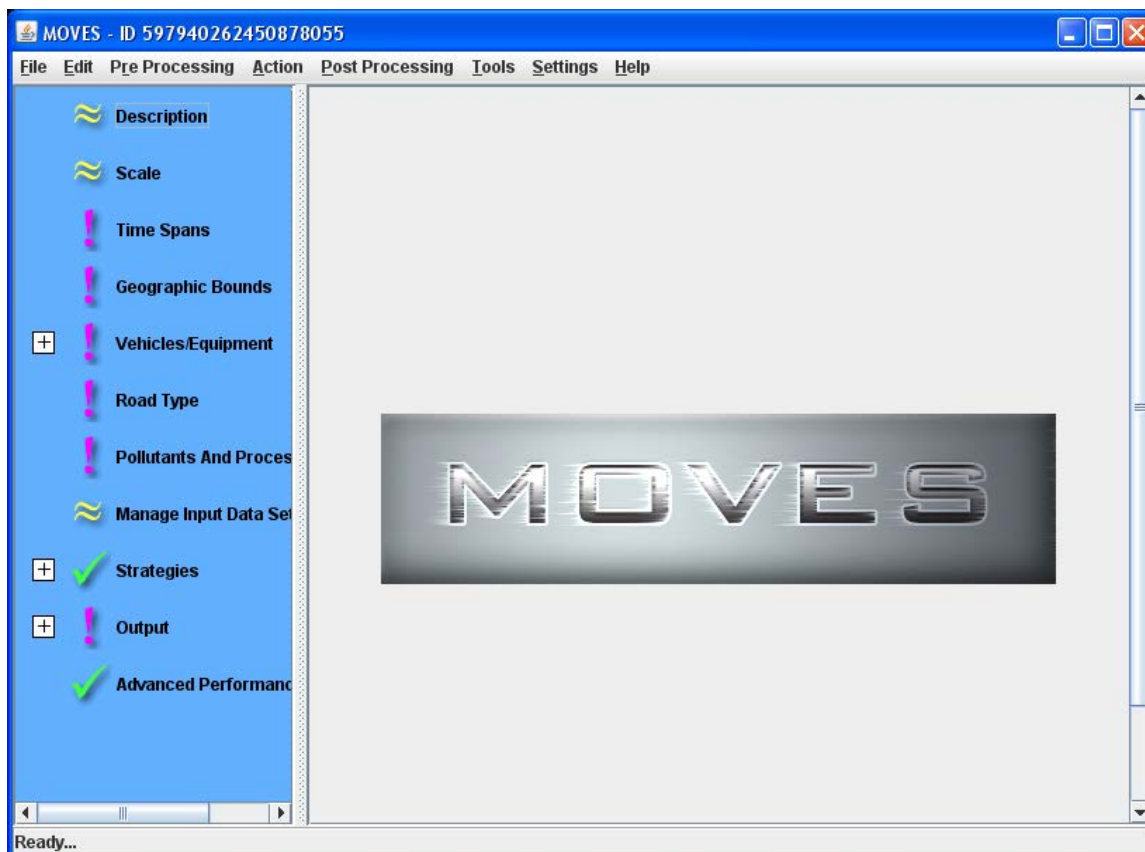 MOVES - ID 597940262450878055
File Edit Pre Processing Action Post Processing Tools Settings Help
Description
Scale
Time Spans
Geographic Bounds
Vehicles/Equipment
Road Type
Pollutants And Proces
Manage Input Data Set
Strategies
Output
Advanced Performanc
MOVES
Ready...